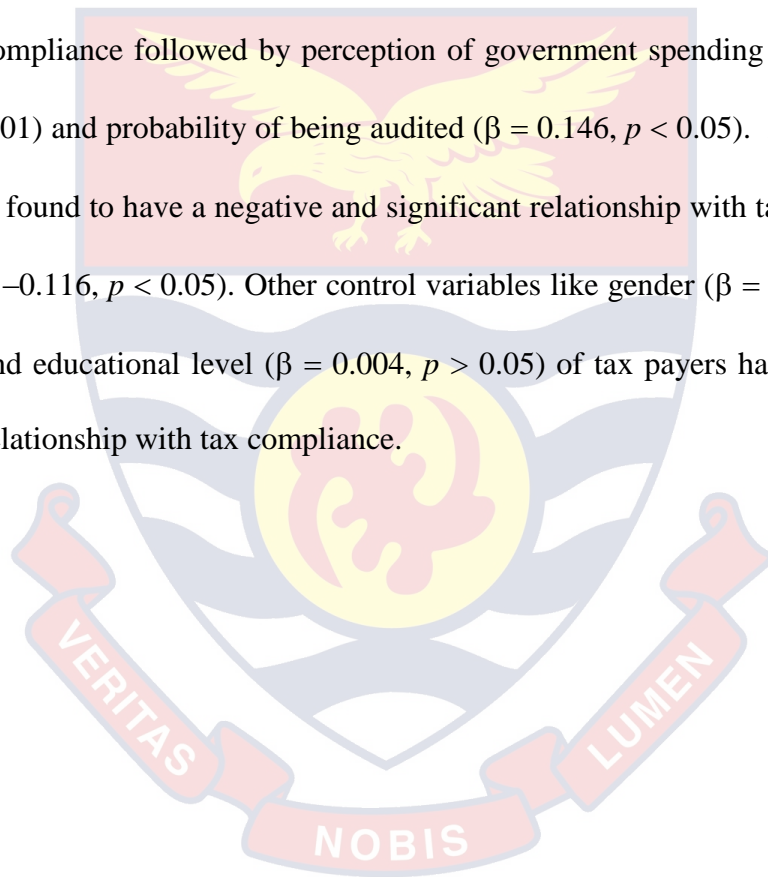 ompliance followed by perception of government spending
01) and probability of being audited (β = 0.146, p < 0.05).
found to have a negative and significant relationship with ta
–0.116, p < 0.05). Other control variables like gender (β =
nd educational level (β = 0.004, p > 0.05) of tax payers ha
elationship with tax compliance.
VERITAS
NOBIS
LUMEN